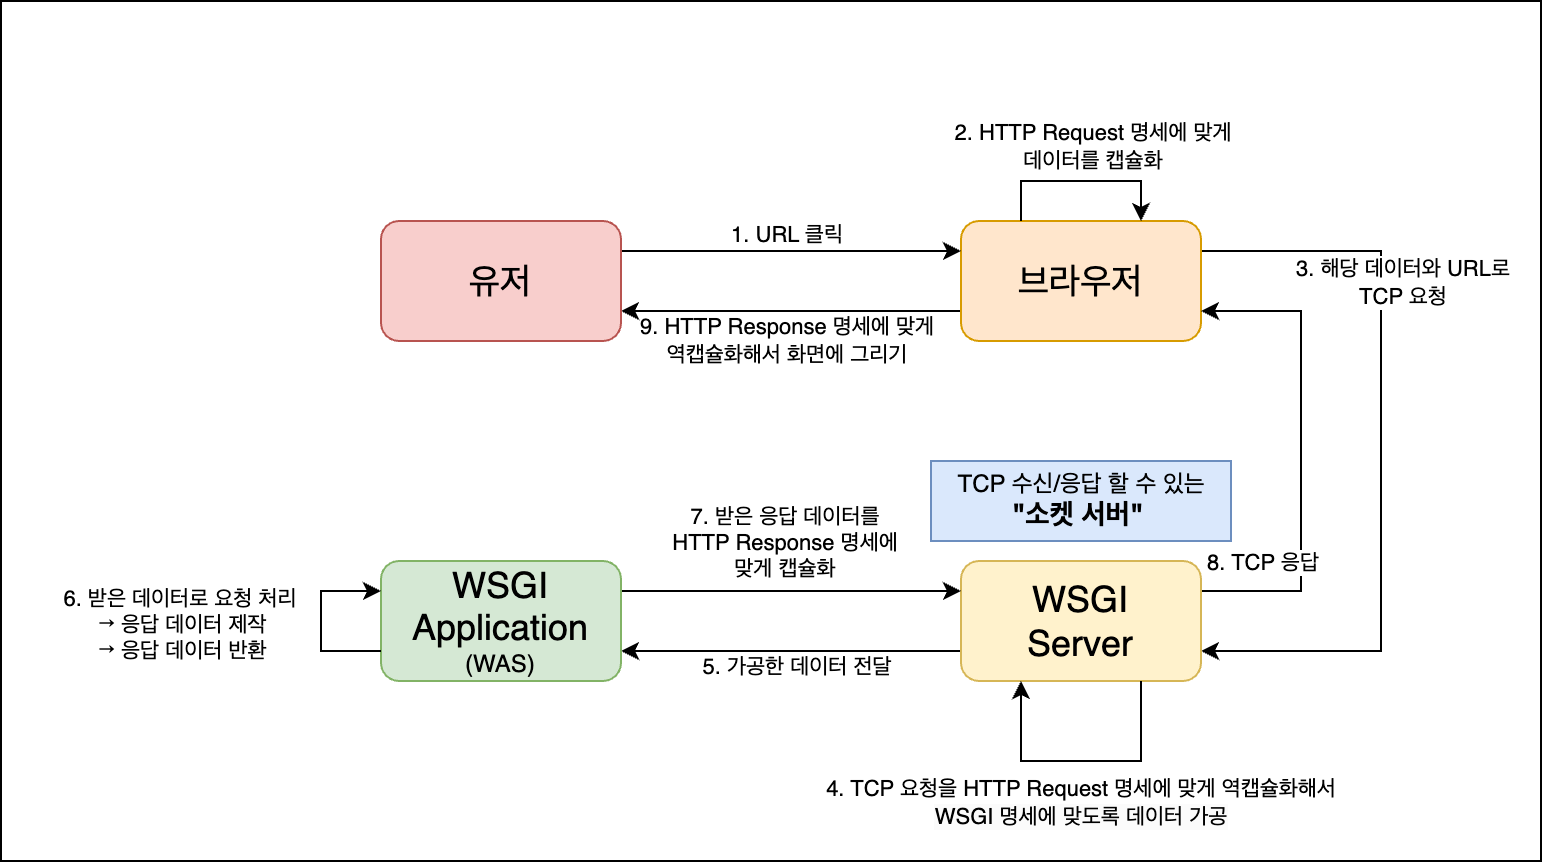 2. HTTP Request 명세에 맞게
데이터를 캡슐화
1. URL 클릭
유저
브라우저
3. 해당 데이터와 URL로
TCP 요청
9. HTTP Response 명세에 맞게
역캡슐화해서 화면에 그리기
TCP 수신/응답 할 수 있는
"소켓 서버"
7. 받은 응답 데이터를
HTTP Response 명세에
맞게 캡슐화
8. TCP 응답
6. 받은 데이터로 요청 처리
→ 응답 데이터 제작
→ 응답 데이터 반환
WSGI
Application
(WAS)
WSGI
Server
5. 가공한 데이터 전달
4. TCP 요청을 HTTP Request 명세에 맞게 역캡슐화해서
WSGI 명세에 맞도록 데이터 가공